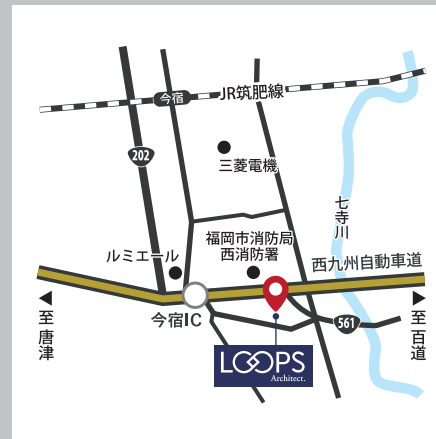 JR筑肥線
今宿
202
三菱電機
七寺川
福岡市消防局
西消防署
ルミエール
西九州自動車道
今宿IC
561
至唐津
至百道
LOOPS
Architect.